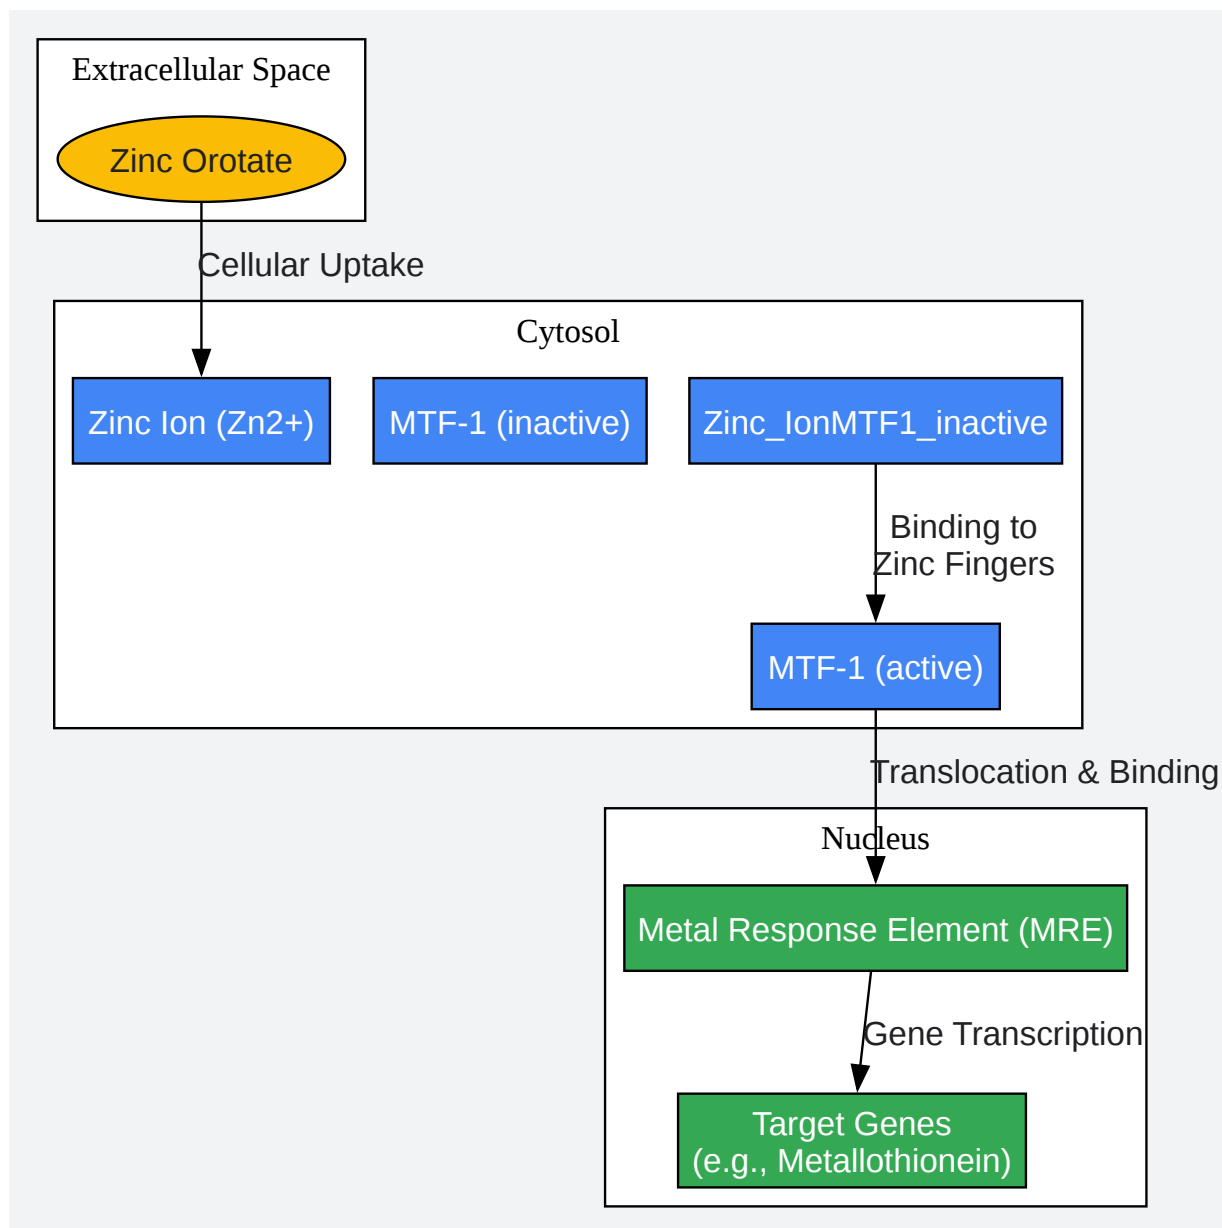 Extracellular Space
Zinc Orotate
Cellular Uptake
Cytosol
Zinc Ion (Zn2+)
MTF-1 (inactive)
Zinc_IonMTF1_inactive
Binding to
Zinc Fingers
MTF-1 (active)
Translocation & Binding
Nucleus
Metal Response Element (MRE)
Gene Transcription
Target Genes
(e.g., Metallothionein)